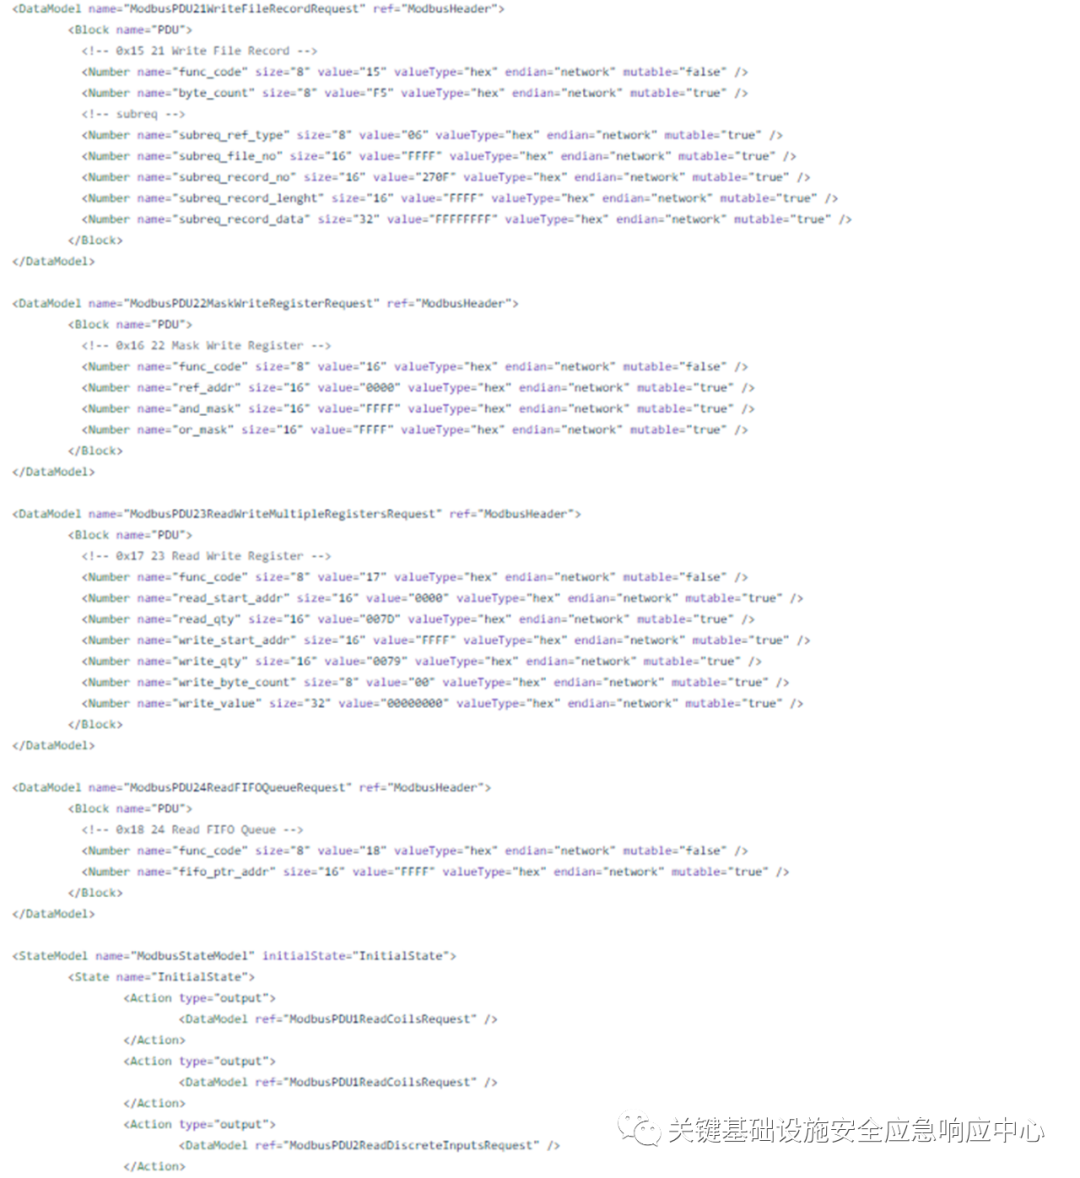 <DataModel name="ModbusPDU21WriteFileRecordRequest" ref="ModbusHeader">
<Block name="PDU">
<!-- 0x15 21 Write File Record -->
<Number name="func_code" size="8" value="15" valueType="hex" endian="network" mutable="false" />
<Number name="byte_count" size="8" value="F5" valueType="hex" endian="network" mutable="true" />
<!-- subreq -->
<Number name="subreq_ref_type" size="8" value="06" valueType="hex" endian="network" mutable="true" />
<Number name="subreq_file_no" size="16" value="FFFF" valueType="hex" endian="network" mutable="true" />
<Number name="subreq_record_no" size="16" value="270F" valueType="hex" endian="network" mutable="true" />
<Number name="subreq_record_lenght" size="16" value="FFFF" valueType="hex" endian="network" mutable="true" />
<Number name="subreq_record_data" size="32" value="FFFFFFFF" valueType="hex" endian="network" mutable="true" />
</Block>
</DataModel>
<DataModel name="ModbusPDU22MaskWriteRegisterRequest" ref="ModbusHeader">
<Block name="PDU">
<!-- 0x16 22 Mask Write Register -->
<Number name="func_code" size="8" value="16" valueType="hex" endian="network" mutable="false" />
<Number name="ref_addr" size="16" value="0000" valueType="hex" endian="network" mutable="true" />
<Number name="and_mask" size="16" value="FFFF" valueType="hex" endian="network" mutable="true" />
<Number name="or_mask" size="16" value="FFFF" valueType="hex" endian="network" mutable="true" />
</Block>
</DataModel>
<DataModel name="ModbusPDU23ReadWriteMultipleRegistersRequest" ref="ModbusHeader">
<Block name="PDU">
<!-- 0x17 23 Read Write Register -->
<Number name="func_code" size="8" value="17" valueType="hex" endian="network" mutable="false" />
<Number name="read_start_addr" size="16" value="0000" valueType="hex" endian="network" mutable="true" />
<Number name="read_qty" size="16" value="007D" valueType="hex" endian="network" mutable="true" />
<Number name="write_start_addr" size="16" value="FFFF" valueType="hex" endian="network" mutable="true" />
<Number name="write_qty" size="16" value="0079" valueType="hex" endian="network" mutable="true" />
<Number name="write_byte_count" size="8" value="00" valueType="hex" endian="network" mutable="true" />
<Number name="write_value" size="32" value="00000000" valueType="hex" endian="network" mutable="true" />
</Block>
</DataModel>
<DataModel name="ModbusPDU24ReadFIFOQueueRequest" ref="ModbusHeader">
<Block name="PDU">
<!-- 0x18 24 Read FIFO Queue -->
<Number name="func_code" size="8" value="18" valueType="hex" endian="network" mutable="false" />
<Number name="fifo_ptr_addr" size="16" value="FFFF" valueType="hex" endian="network" mutable="true" />
</Block>
</DataModel>
<StateModel name="ModbusStateModel" initialState="InitialState">
<State name="InitialState">
<Action type="output">
<DataModel ref="ModbusPDU1ReadCoilsRequest" />
</Action>
<Action type="output">
<DataModel ref="ModbusPDU1ReadCoilsRequest" />
</Action>
<Action type="output">
<DataModel ref="ModbusPDU2ReadDiscreteInputsRequest" />
</Action>
关键基础设施安全应急响应中心